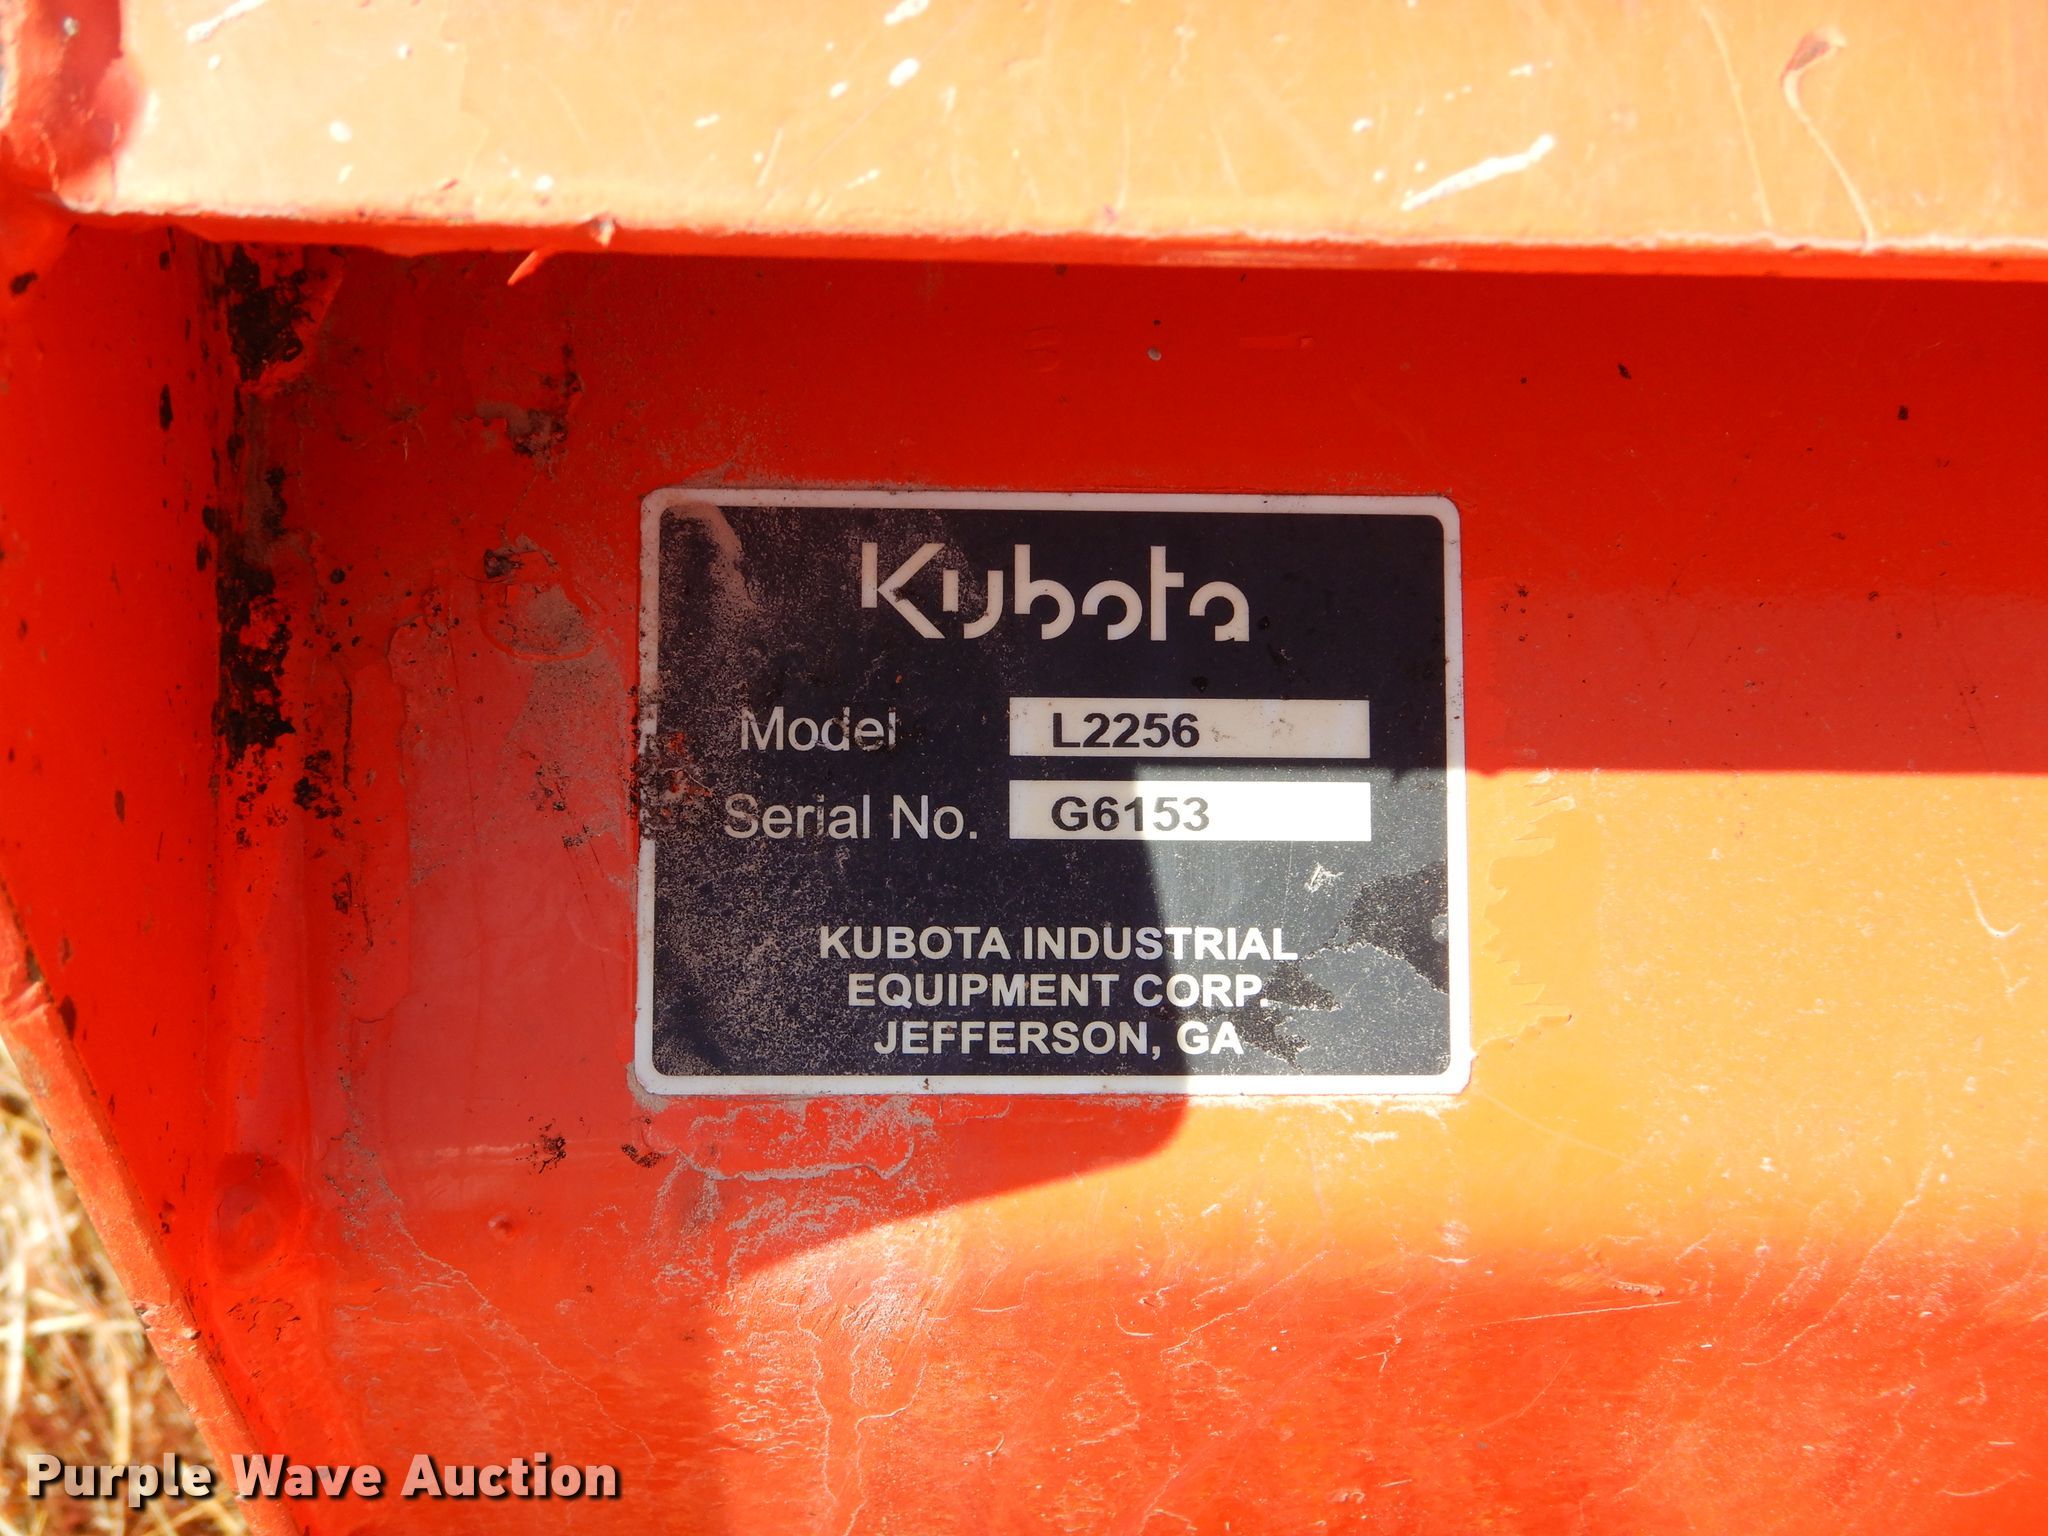 Kubota
Model L2256
Serial No. G6153
KUBOTA INDUSTRIAL
EQUIPMENT CORP.
JEFFERSON, GA
Purple Wave Auction